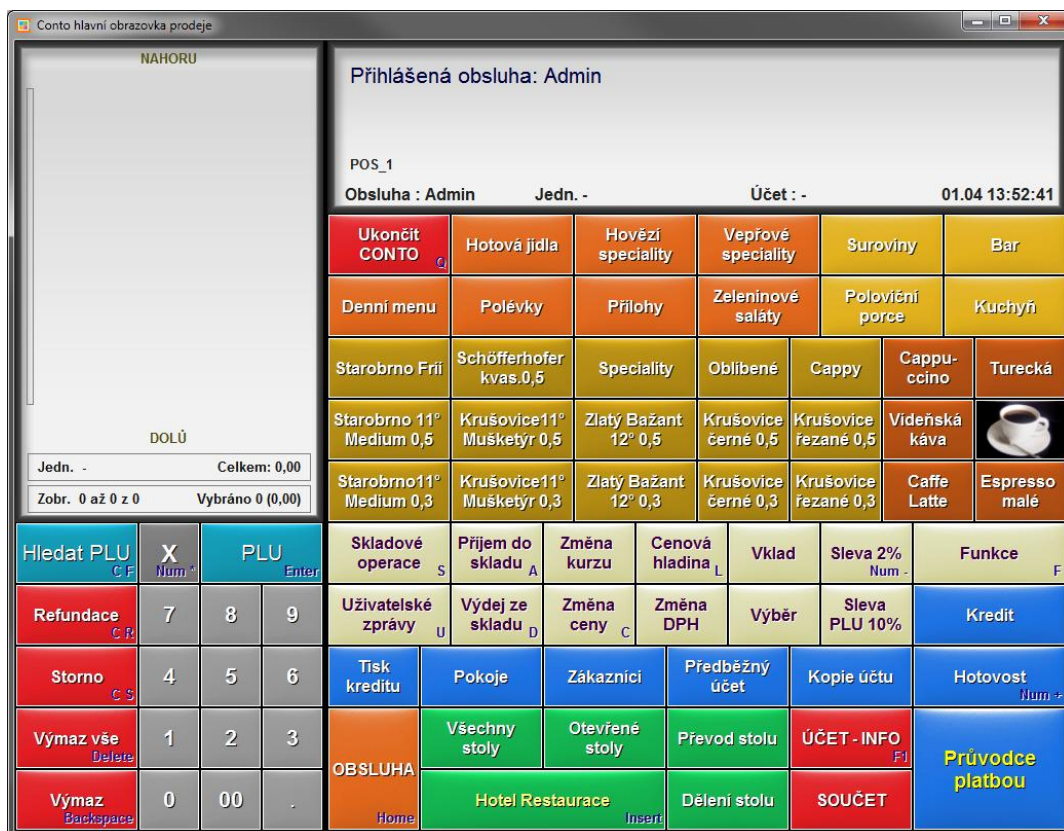 Conto hlavní obrazovka prodeje
NAHORU
DOLŮ
Jedn. - Celkem: 0,00
Zobr. 0 až 0 z 0 Vybráno 0 (0,00)
Přihlášená obsluha: Admin
POS_1
Obsluha : Admin Jedn. - Účet : - 01.04 13:52:41
Ukončit
CONTO Q
Hotová jídla
Hovězí
speciality
Vepřové
speciality
Suroviny
Bar
Denní menu
Polévky
Přílohy
Zeleninové
saláty
Poloviční
porce
Kuchyň
Starobrno Frii
Schöfferhofer
kvas.0,5
Speciality
Oblíbené
Cappy
Cappu-
ccino
Turecká
Starobrno 11°
Medium 0,5
Krušovice11°
Mušketýr 0,5
Zlatý Bažant
12° 0,5
Krušovice
černé 0,5
Krušovice
řezané 0,5
Vídeňská
káva
Starobrno11°
Medium 0,3
Krušovice11°
Mušketýr 0,3
Zlatý Bažant
12° 0,3
Krušovice
černé 0,3
Krušovice
řezané 0,3
Caffe
Latte
Espresso
malé
Hledat PLU
C F
X
Num *
PLU
Enter
Skladové
operace S
Příjem do
skladu A
Změna
kurzu
Cenová
hladina L
Vklad
Sleva 2%
Num -
Funkce
F
Refundace
C R
7
8
9
Uživatelské
zprávy U
Výdej ze
skladu D
Změna
ceny C
Změna
DPH
Výběr
Sleva
PLU 10%
Kredit
Storno
C S
4
5
6
Tisk
kreditu
Pokoje
Zákazníci
Předběžný
účet
Kopie účtu
Hotovost
Num +
Výmaz vše
Delete
1
2
3
OBSLUHA
Home
Všechny
stoly
Otevřené
stoly
Převod stolu
ÚČET - INFO
F1
Průvodce
platbou
Výmaz
Backspace
0
00
.
Hotel Restaurace
Insert
Dělení stolu
SOUČET